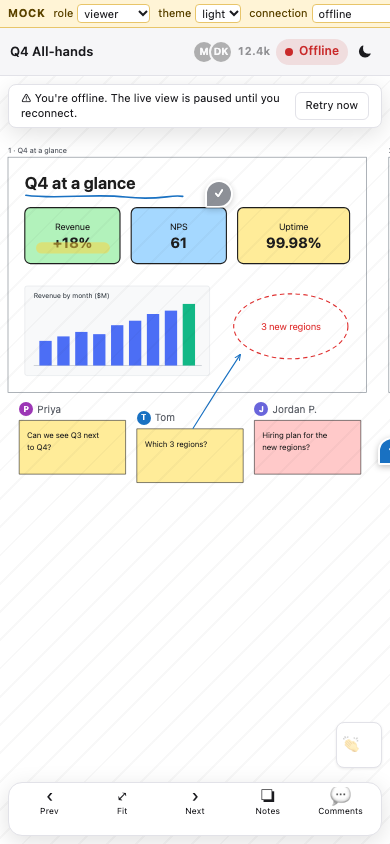 MOCK role viewer theme light connection offline
Q4 All-hands M DK 12.4k Offline
You're offline. The live view is paused until you
reconnect.
Retry now
1 · Q4 at a glance
Q4 at a glance
Revenue
+18%
NPS
61
Uptime
99.98%
Revenue by month ($M)
3 new regions
P Priya
Can we see Q3 next
to Q4?
T Tom
Which 3 regions?
J Jordan P.
Hiring plan for the
new regions?
Prev
Fit
Next
Notes
Comments